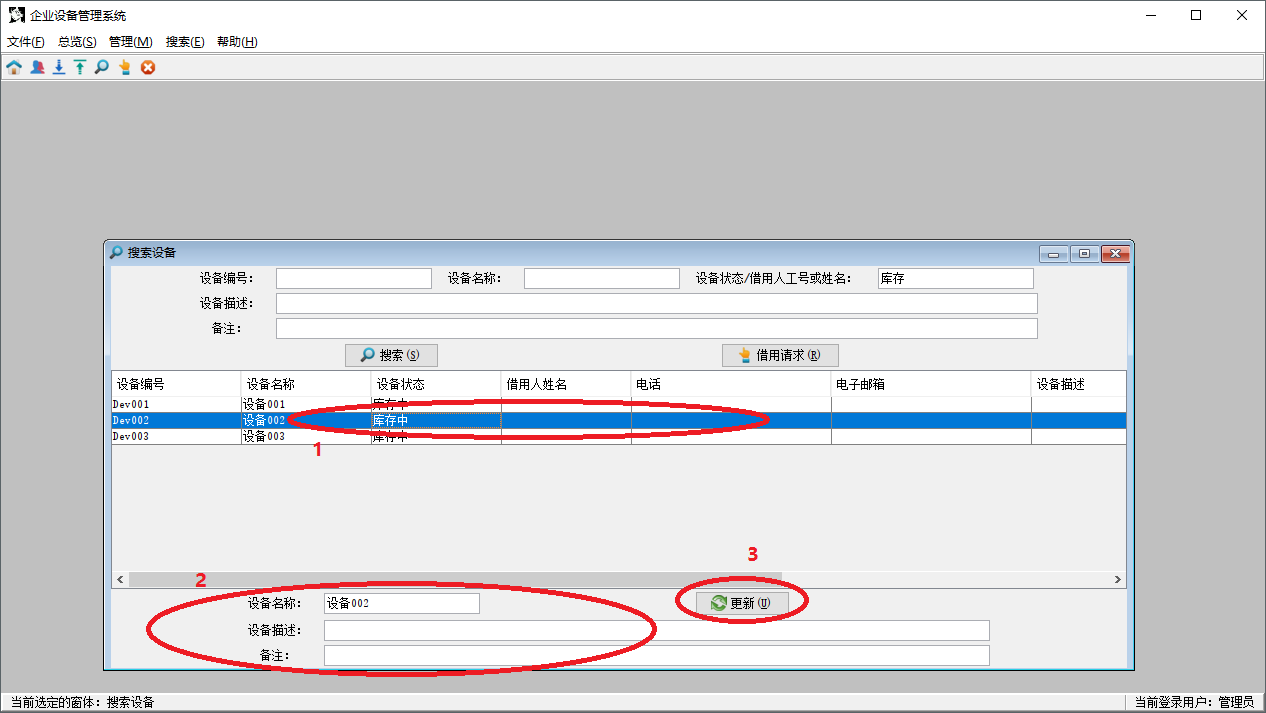 企业设备管理系统
文件(F) 总览(S) 管理(M) 搜索(E) 帮助(H)
搜索设备
设备编号: 设备名称: 设备状态/借用人工号或姓名: 库存
设备描述:
备注:
搜索(S) 借用请求(R)
设备编号 设备名称 设备状态 借用人姓名 电话 电子邮箱 设备描述
Dev001 设备001 库存中
Dev002 设备002 库存中
Dev003 设备003 库存中
1
3
2
设备名称: 设备002 更新(U)
设备描述:
备注:
当前选定的窗体: 搜索设备 当前登录用户: 管理员